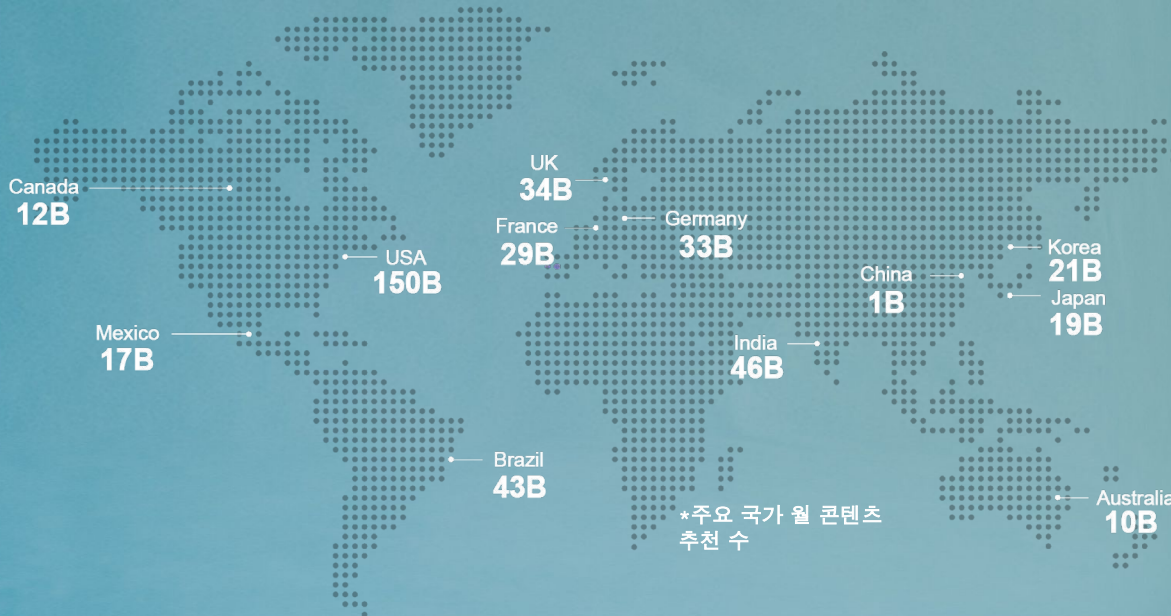 UK
34B
Canada
12B
France
29B
Germany
33B
USA
150B
Korea
21B
China
1B
Japan
19B
Mexico
17B
India
46B
Brazil
43B
Australia
10B
*주요 국가 월 콘텐츠
추천 수